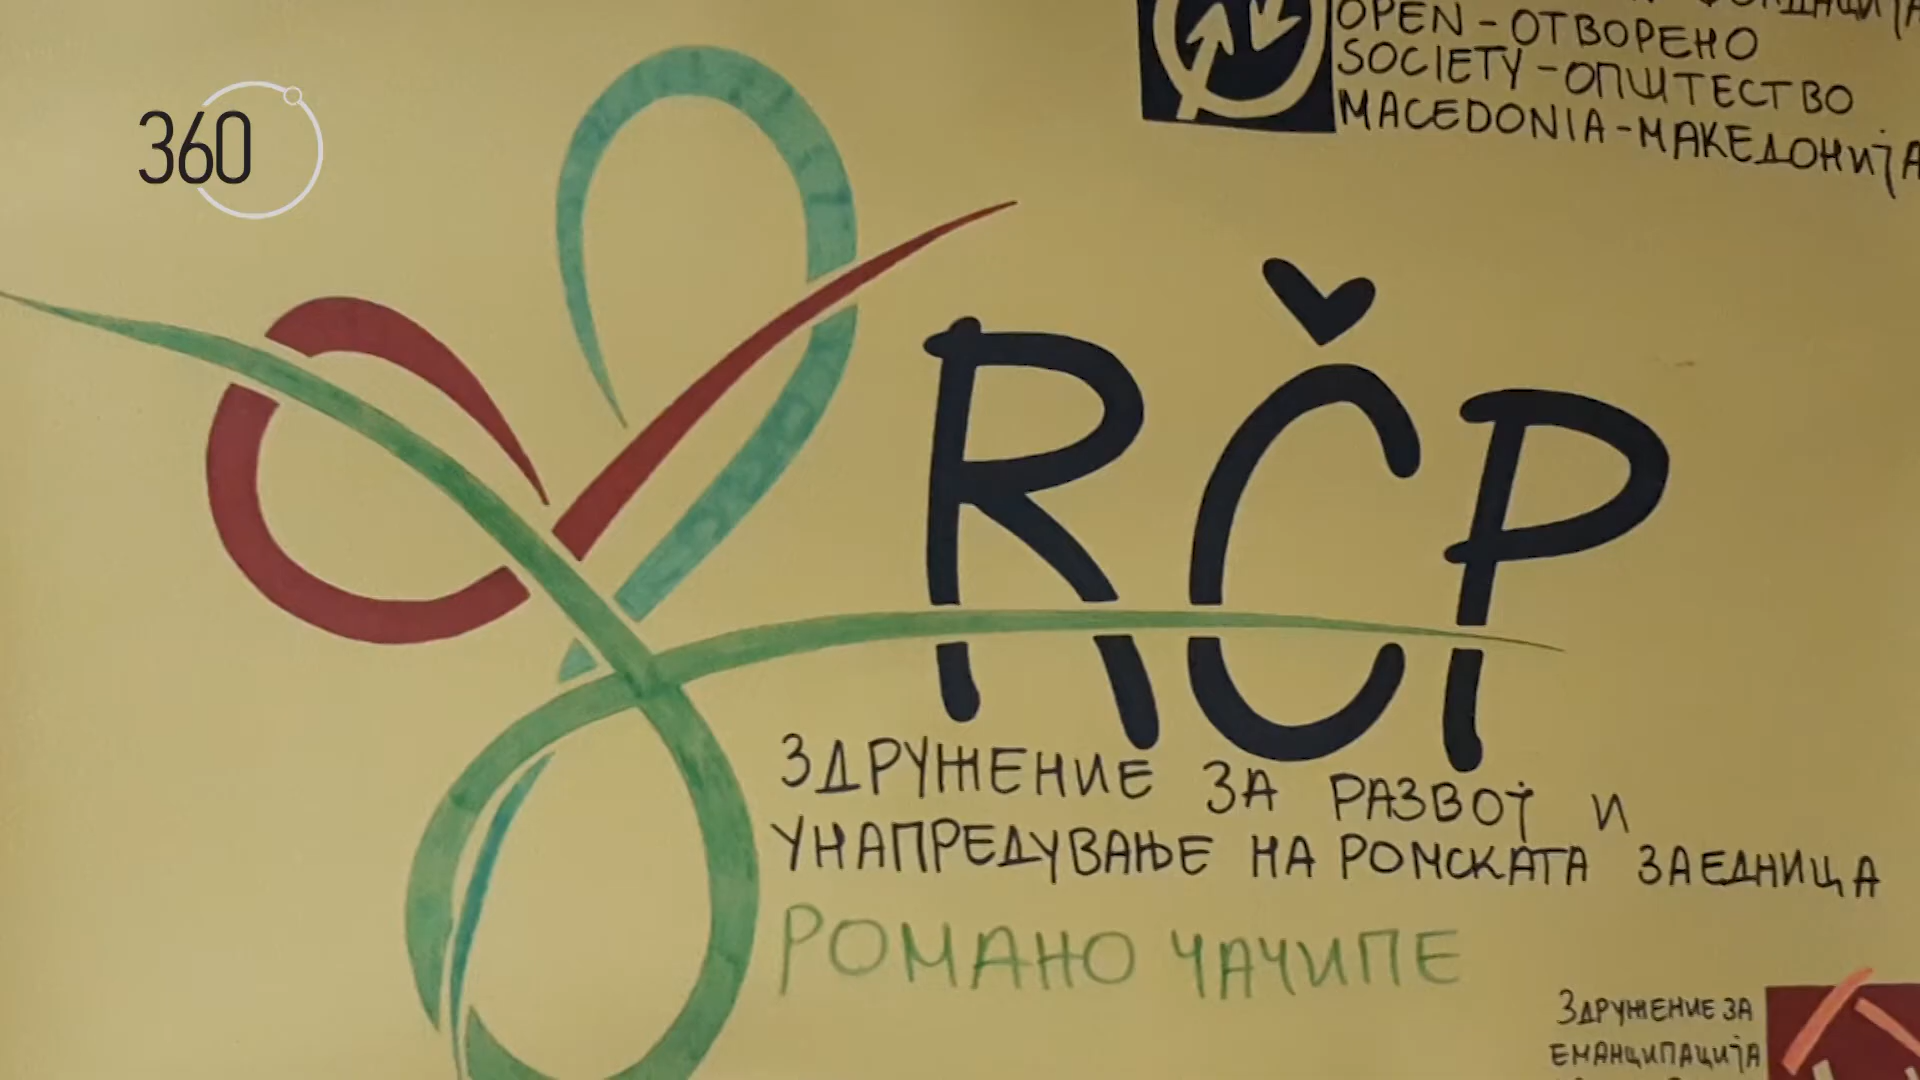 360
OPEN - ОТВОРЕНО
SOCIETY - ОПШТЕСТВО
MACEDONIA - МАКЕДОНИЈА
RČP
ЗДРУЖЕНИЕ ЗА РАЗВОЈ И
УНАПРЕДУВАЊЕ НА РОМСКАТА ЗАЕДНИЦА
РОМАНО ЧАЧИПЕ
ЗДРУЖЕНИЕ ЗА
ЕМАНЦИПАЦИЈА